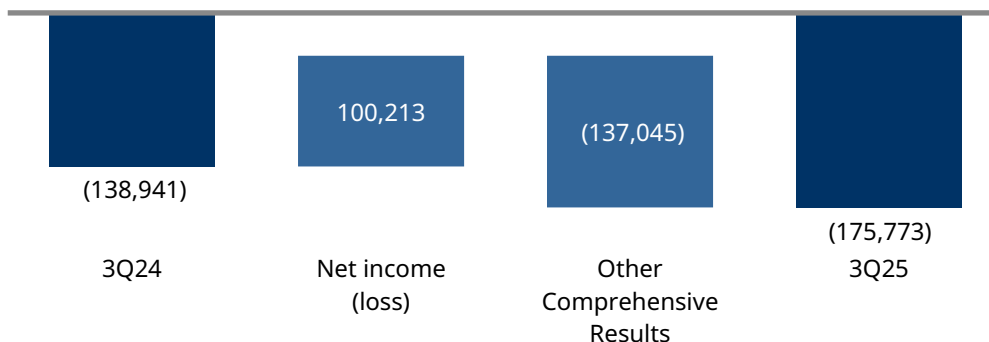 100,213
(137,045)
(138,941)
(175,773)
3Q24
Net income
(loss)
Other
Comprehensive
Results
3Q25